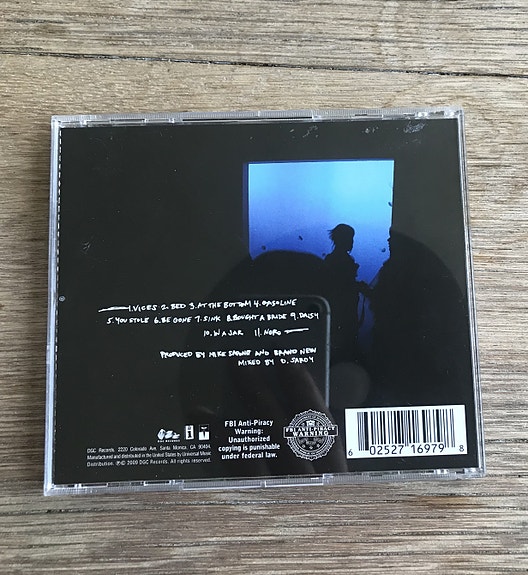 1. VICES 2. BED 3. AT THE BOTTOM 4. GASOLINE
5. YOU STOLE 6. BE GONE 7. SINK 8. BOUGHT A BRIDE 9. DAISY
10. IN A JAR 11. NORO
PRODUCED BY MIKE SAPONE AND BRAND NEW
MIXED BY D. SARDY
DGC Records, 2220 Colorado Ave. Santa Monica, CA 90404.
Manufactured and distributed in the United States by Universal Music
Distribution. ℗© 2009 DGC Records. All rights reserved.
FBI Anti-Piracy
Warning:
Unauthorized
copying is punishable
under federal law.
FBI ANTI-PIRACY
WARNING
6 02527 16979 8